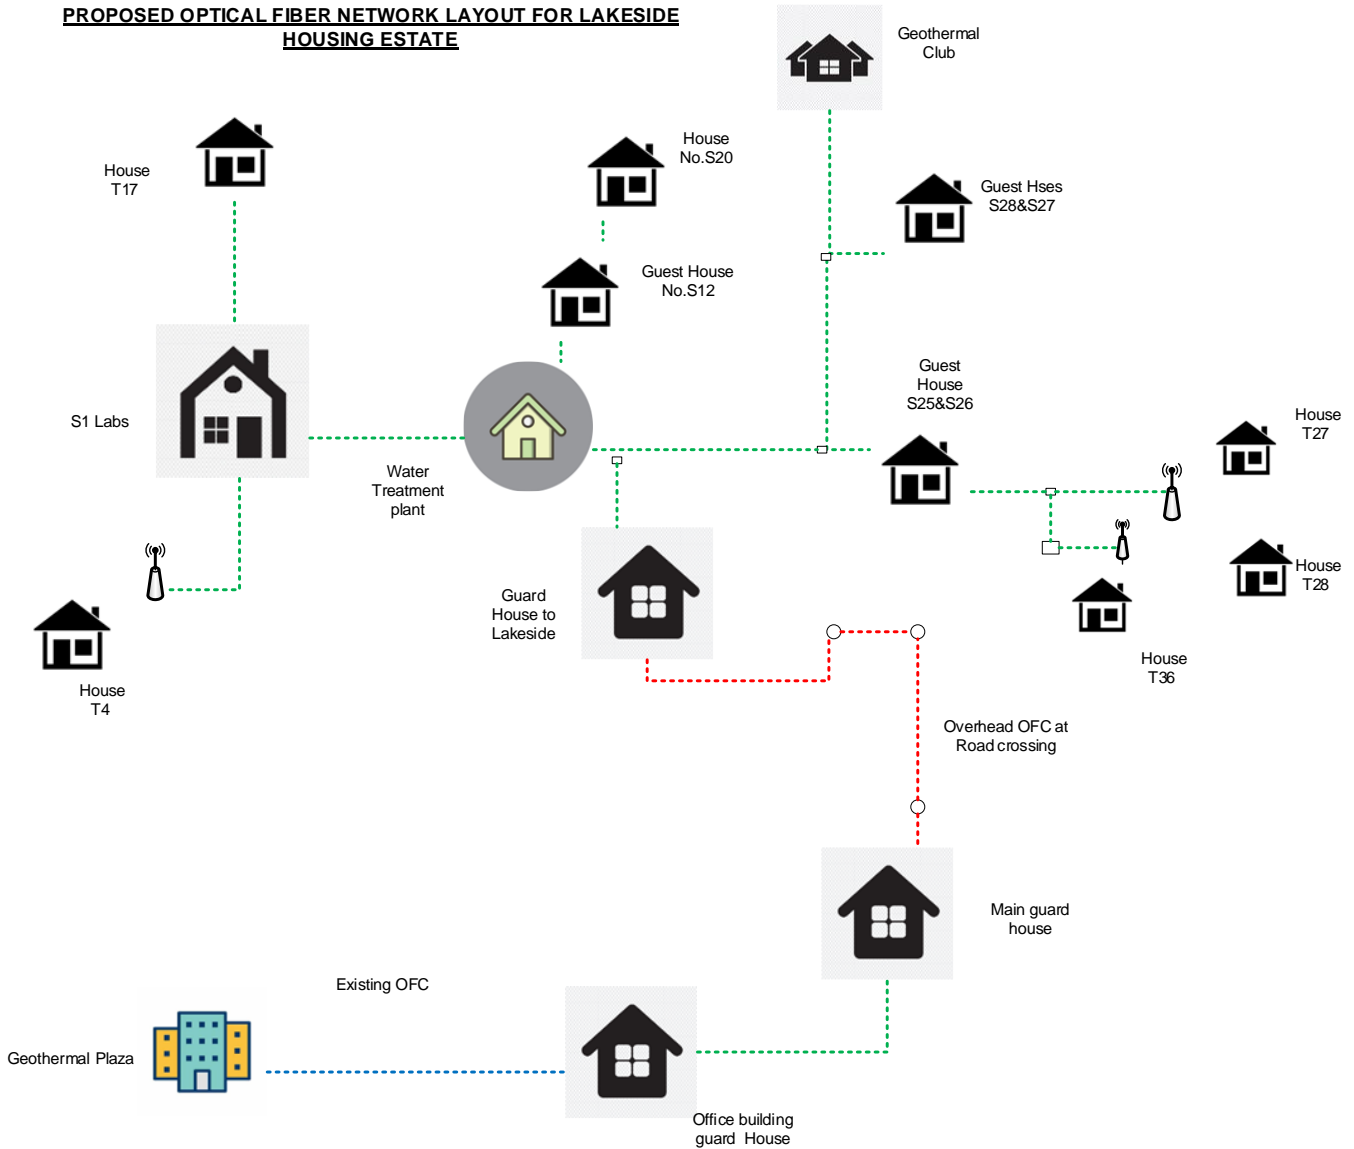 PROPOSED OPTICAL FIBER NETWORK LAYOUT FOR LAKESIDE
HOUSING ESTATE
Geothermal
Club
House
T17
House
No.S20
Guest Hses
S28&S27
Guest House
No.S12
Guest
House
S25&S26
S1 Labs
House
T27
Water
Treatment
plant
House
T28
Guard
House to
Lakeside
House
T36
House
T4
Overhead OFC at
Road crossing
Main guard
house
Existing OFC
Geothermal Plaza
Office building
guard House